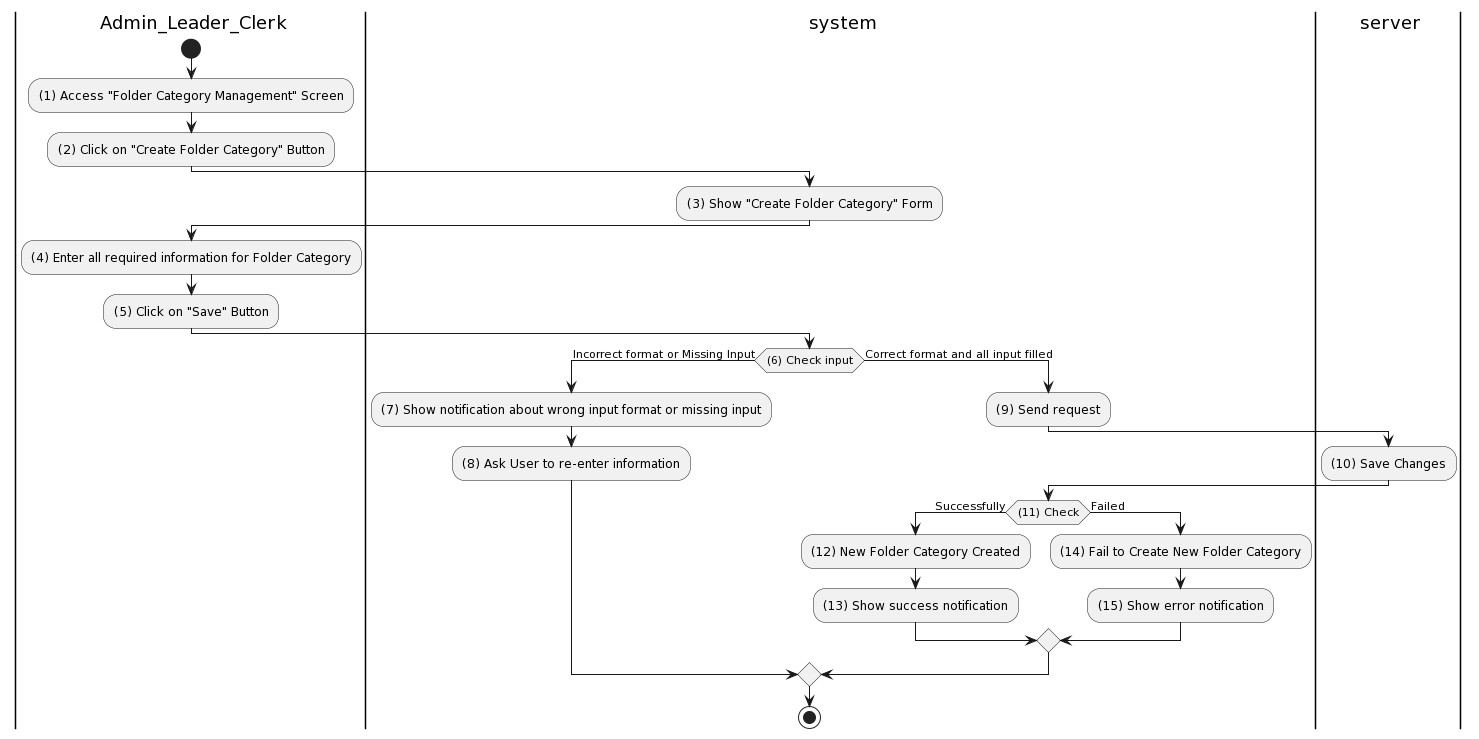 Admin_Leader_Clerk
system
server
(1) Access "Folder Category Management" Screen
(2) Click on "Create Folder Category" Button
(3) Show "Create Folder Category" Form
(4) Enter all required information for Folder Category
(5) Click on "Save" Button
Incorrect format or Missing Input
(6) Check input
Correct format and all input filled
(7) Show notification about wrong input format or missing input
(9) Send request
(8) Ask User to re-enter information
(10) Save Changes
Successfully
(11) Check
Failed
(12) New Folder Category Created
(14) Fail to Create New Folder Category
(13) Show success notification
(15) Show error notification